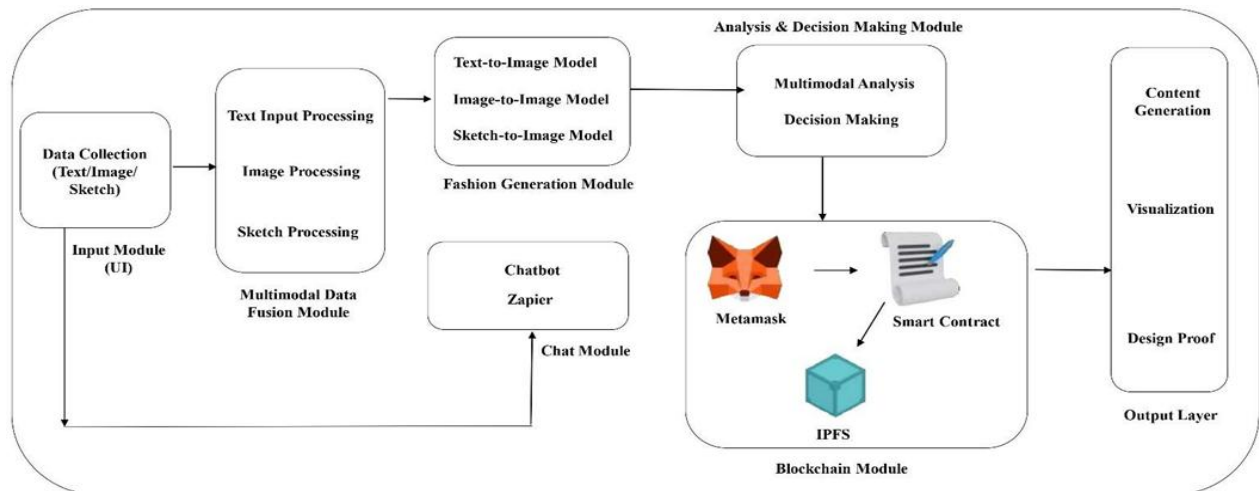 Analysis & Decision Making Module
Data Collection
(Text/Image/
Sketch)
Input Module
(UI)
Text Input Processing
Image Processing
Sketch Processing
Multimodal Data
Fusion Module
Text-to-Image Model
Image-to-Image Model
Sketch-to-Image Model
Fashion Generation Module
Chatbot
Zapier
Chat Module
Multimodal Analysis
Decision Making
Metamask
Smart Contract
IPFS
Blockchain Module
Content
Generation
Visualization
Design Proof
Output Layer